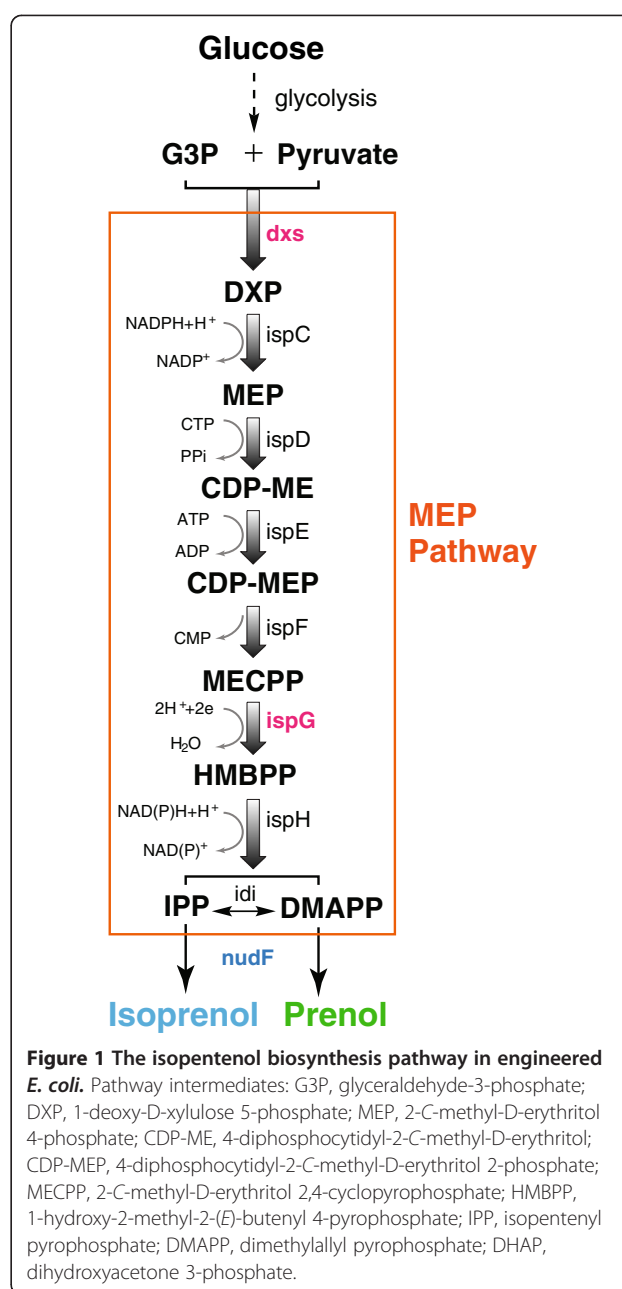 Glucose
glycolysis
G3P + Pyruvate
dxs
DXP
NADPH+H⁺
ispC
NADP⁺
MEP
CTP
ispD
PPi
CDP-ME
ATP
ispE
ADP
CDP-MEP
ispF
CMP
MECPP
2H⁺+2e
ispG
H₂O
HMBPP
NAD(P)H+H⁺
ispH
NAD(P)⁺
MEP
Pathway
idi
IPP DMAPP
nudF
Isoprenol Prenol
Figure 1 The isopentenol biosynthesis pathway in engineered
E. coli. Pathway intermediates: G3P, glyceraldehyde-3-phosphate;
DXP, 1-deoxy-D-xylulose 5-phosphate; MEP, 2-C-methyl-D-erythritol
4-phosphate; CDP-ME, 4-diphosphocytidyl-2-C-methyl-D-erythritol;
CDP-MEP, 4-diphosphocytidyl-2-C-methyl-D-erythritol 2-phosphate;
MECPP, 2-C-methyl-D-erythritol 2,4-cyclopyrophosphate; HMBPP,
1-hydroxy-2-methyl-2-(E)-butenyl 4-pyrophosphate; IPP, isopentenyl
pyrophosphate; DMAPP, dimethylallyl pyrophosphate; DHAP,
dihydroxyacetone 3-phosphate.